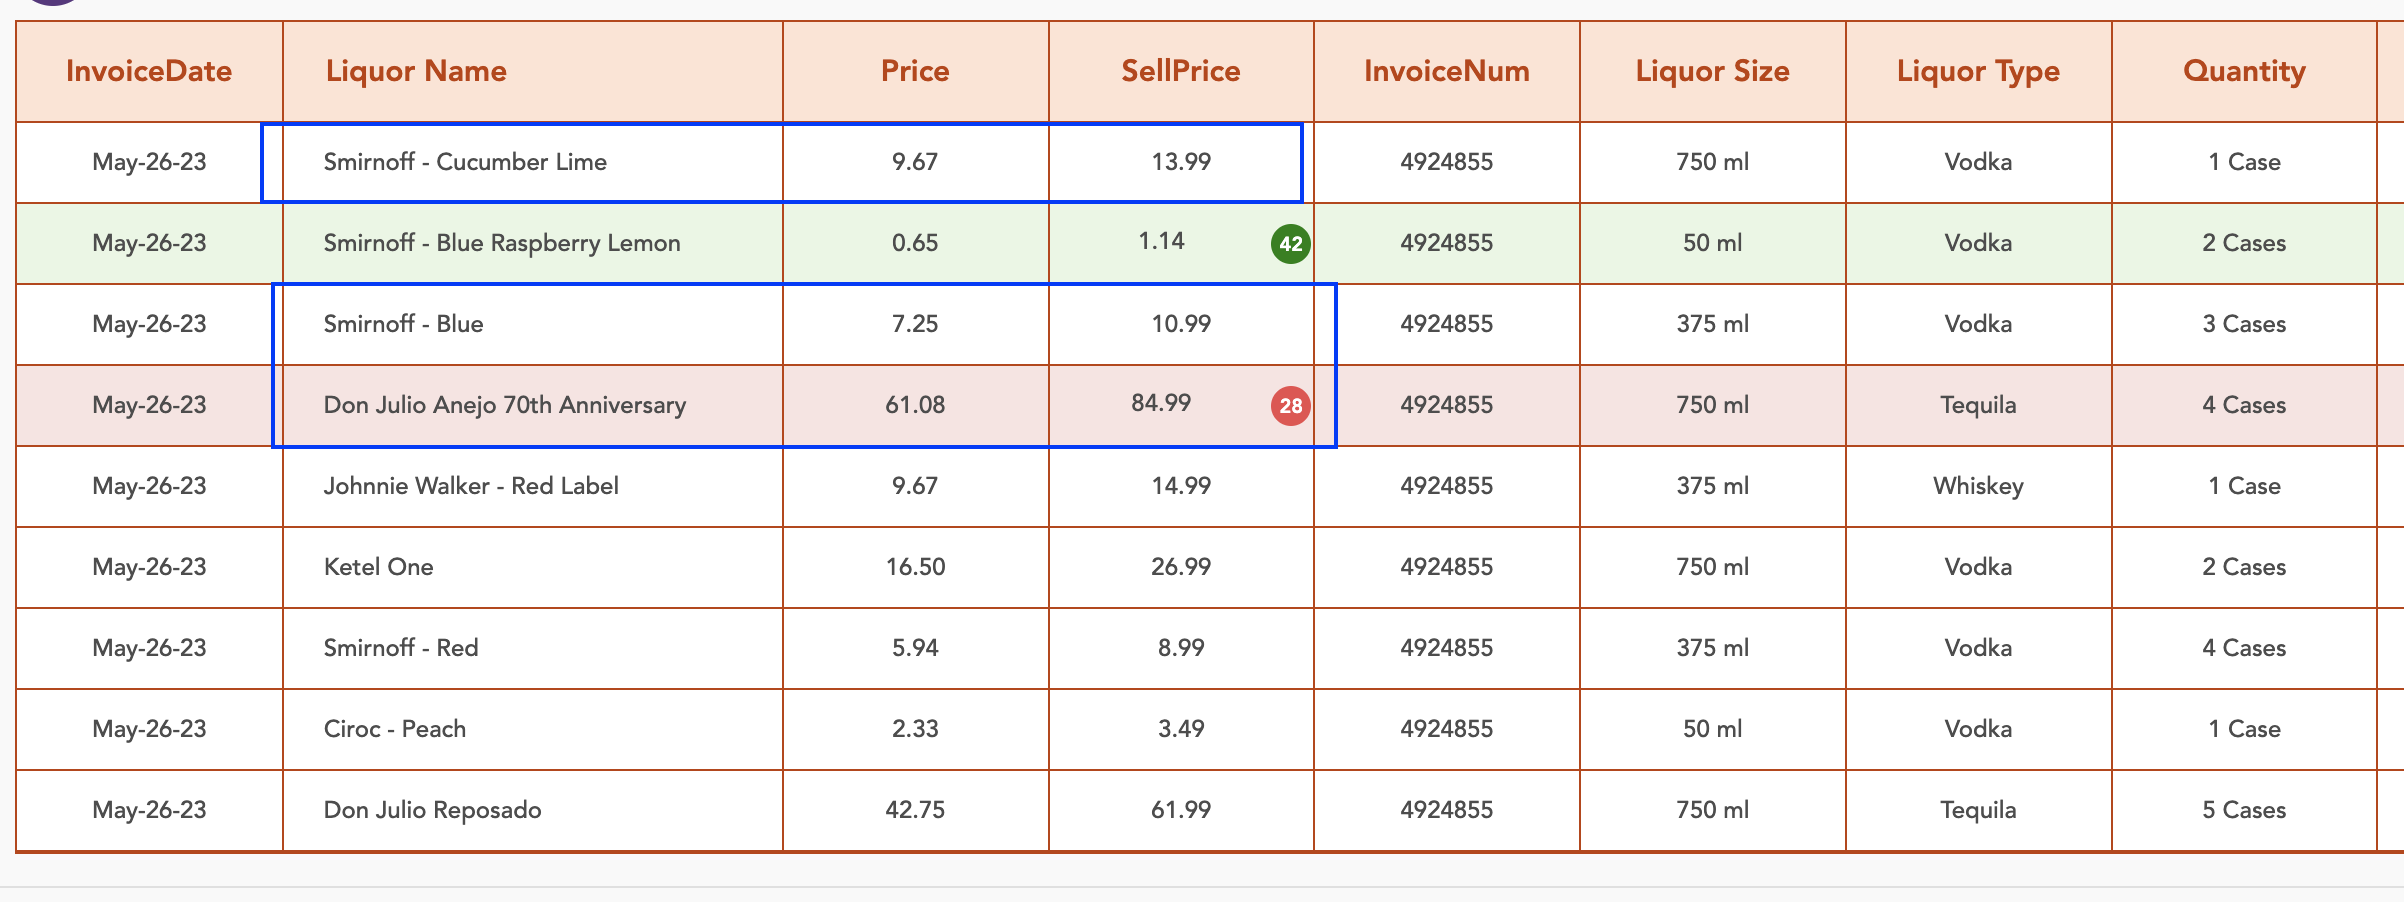 InvoiceDate Liquor Name Price SellPrice InvoiceNum Liquor Size Liquor Type Quantity
May-26-23 Smirnoff - Cucumber Lime 9.67 13.99 4924855 750 ml Vodka 1 Case
May-26-23 Smirnoff - Blue Raspberry Lemon 0.65 1.14 42 4924855 50 ml Vodka 2 Cases
May-26-23 Smirnoff - Blue 7.25 10.99 4924855 375 ml Vodka 3 Cases
May-26-23 Don Julio Anejo 70th Anniversary 61.08 84.99 28 4924855 750 ml Tequila 4 Cases
May-26-23 Johnnie Walker - Red Label 9.67 14.99 4924855 375 ml Whiskey 1 Case
May-26-23 Ketel One 16.50 26.99 4924855 750 ml Vodka 2 Cases
May-26-23 Smirnoff - Red 5.94 8.99 4924855 375 ml Vodka 4 Cases
May-26-23 Ciroc - Peach 2.33 3.49 4924855 50 ml Vodka 1 Case
May-26-23 Don Julio Reposado 42.75 61.99 4924855 750 ml Tequila 5 Cases